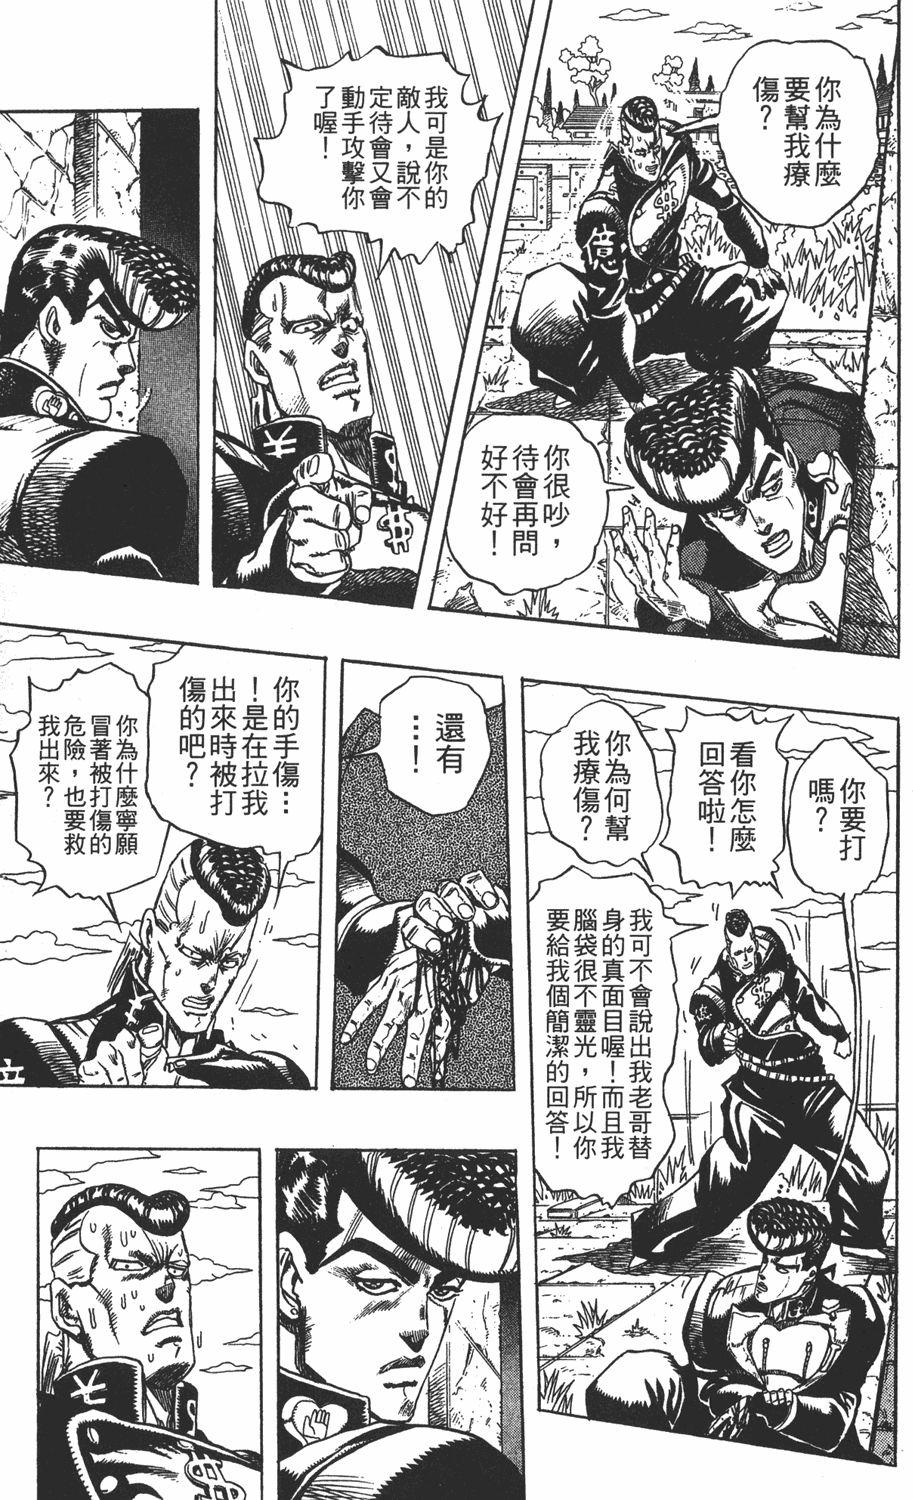 你為什麼
要幫我療
傷？
你很吵，
待會再問
好不好！
我可是你的
敵人，說不
定待會又會
動手攻擊你
了喔！
億
大
$
你要打
嗎？
看你怎麼
回答啦！
你為何幫
我療傷？
我可不會說出我老哥替
身的真面目喔！而且我
腦袋很不靈光，所以你
要給我個簡潔的回答！
還有
…！
你的手傷…
！是在拉我
出來時被打
傷的吧？
你為什麼寧願
冒著被打傷的
危險，也要救
我出來？
大
$